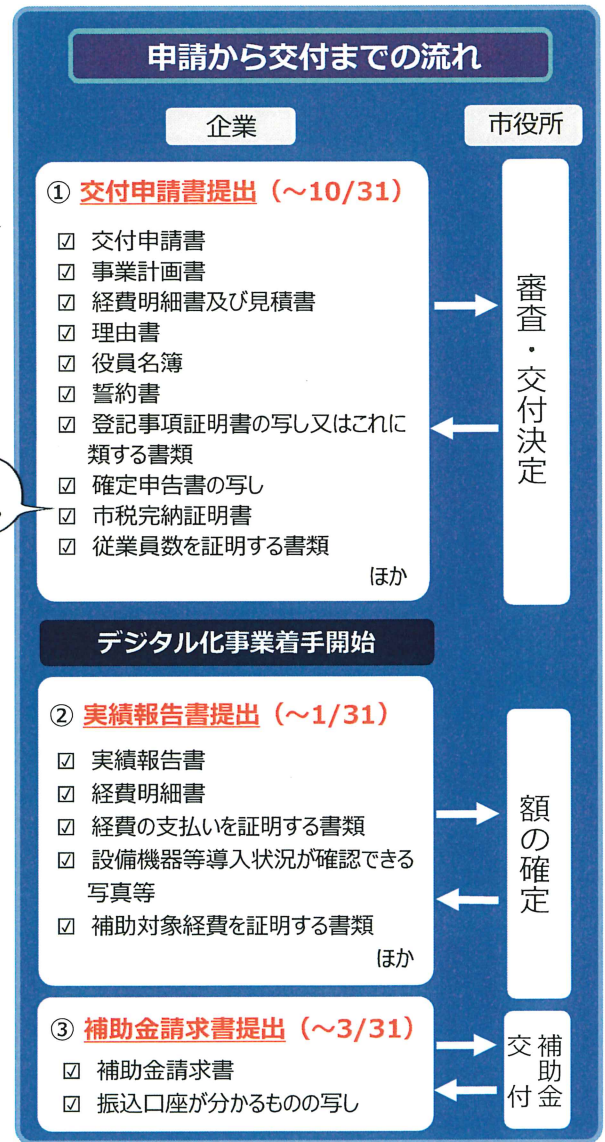 申請から交付までの流れ
企業
市役所
① 交付申請書提出（～10/31）
☑ 交付申請書
☑ 事業計画書
☑ 経費明細書及び見積書
☑ 理由書
☑ 役員名簿
☑ 誓約書
☑ 登記事項証明書の写し又はこれに
類する書類
☑ 確定申告書の写し
☑ 市税完納証明書
☑ 従業員数を証明する書類
ほか
審査・交付決定
デジタル化事業着手開始
② 実績報告書提出（～1/31）
☑ 実績報告書
☑ 経費明細書
☑ 経費の支払いを証明する書類
☑ 設備機器等導入状況が確認できる
写真等
☑ 補助対象経費を証明する書類
ほか
額の確定
③ 補助金請求書提出（～3/31）
☑ 補助金請求書
☑ 振込口座が分かるものの写し
補助金
交付